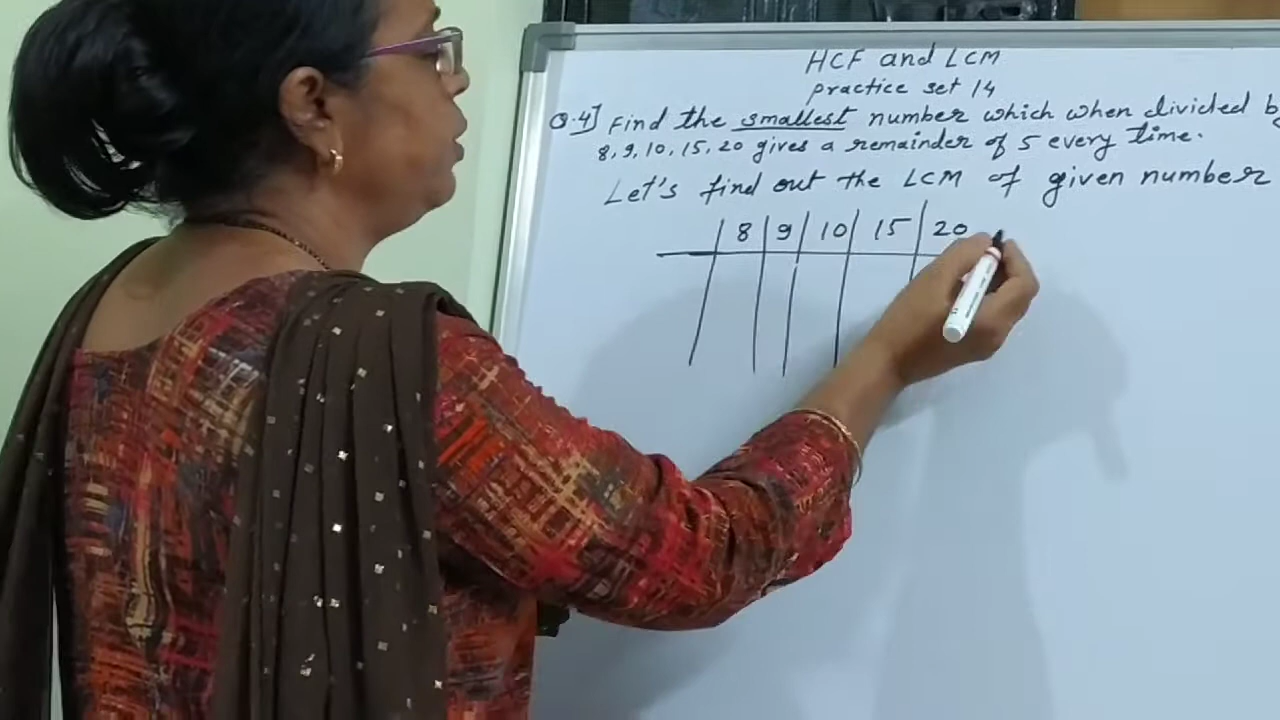 HCF and LCM
practice set 14
Q.4] Find the smallest number which when divided by
8, 9, 10, 15, 20 gives a remainder of 5 every time.
Let's find out the LCM of given number
8 9 10 15 20